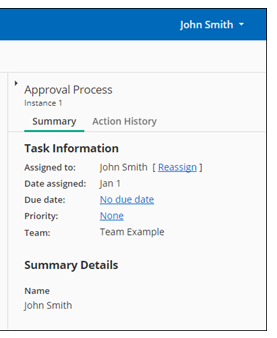 John Smith
Approval Process
Instance 1
Summary Action History
Task Information
Assigned to: John Smith [ Reassign ]
Date assigned: Jan 1
Due date: No due date
Priority: None
Team: Team Example
Summary Details
Name
John Smith